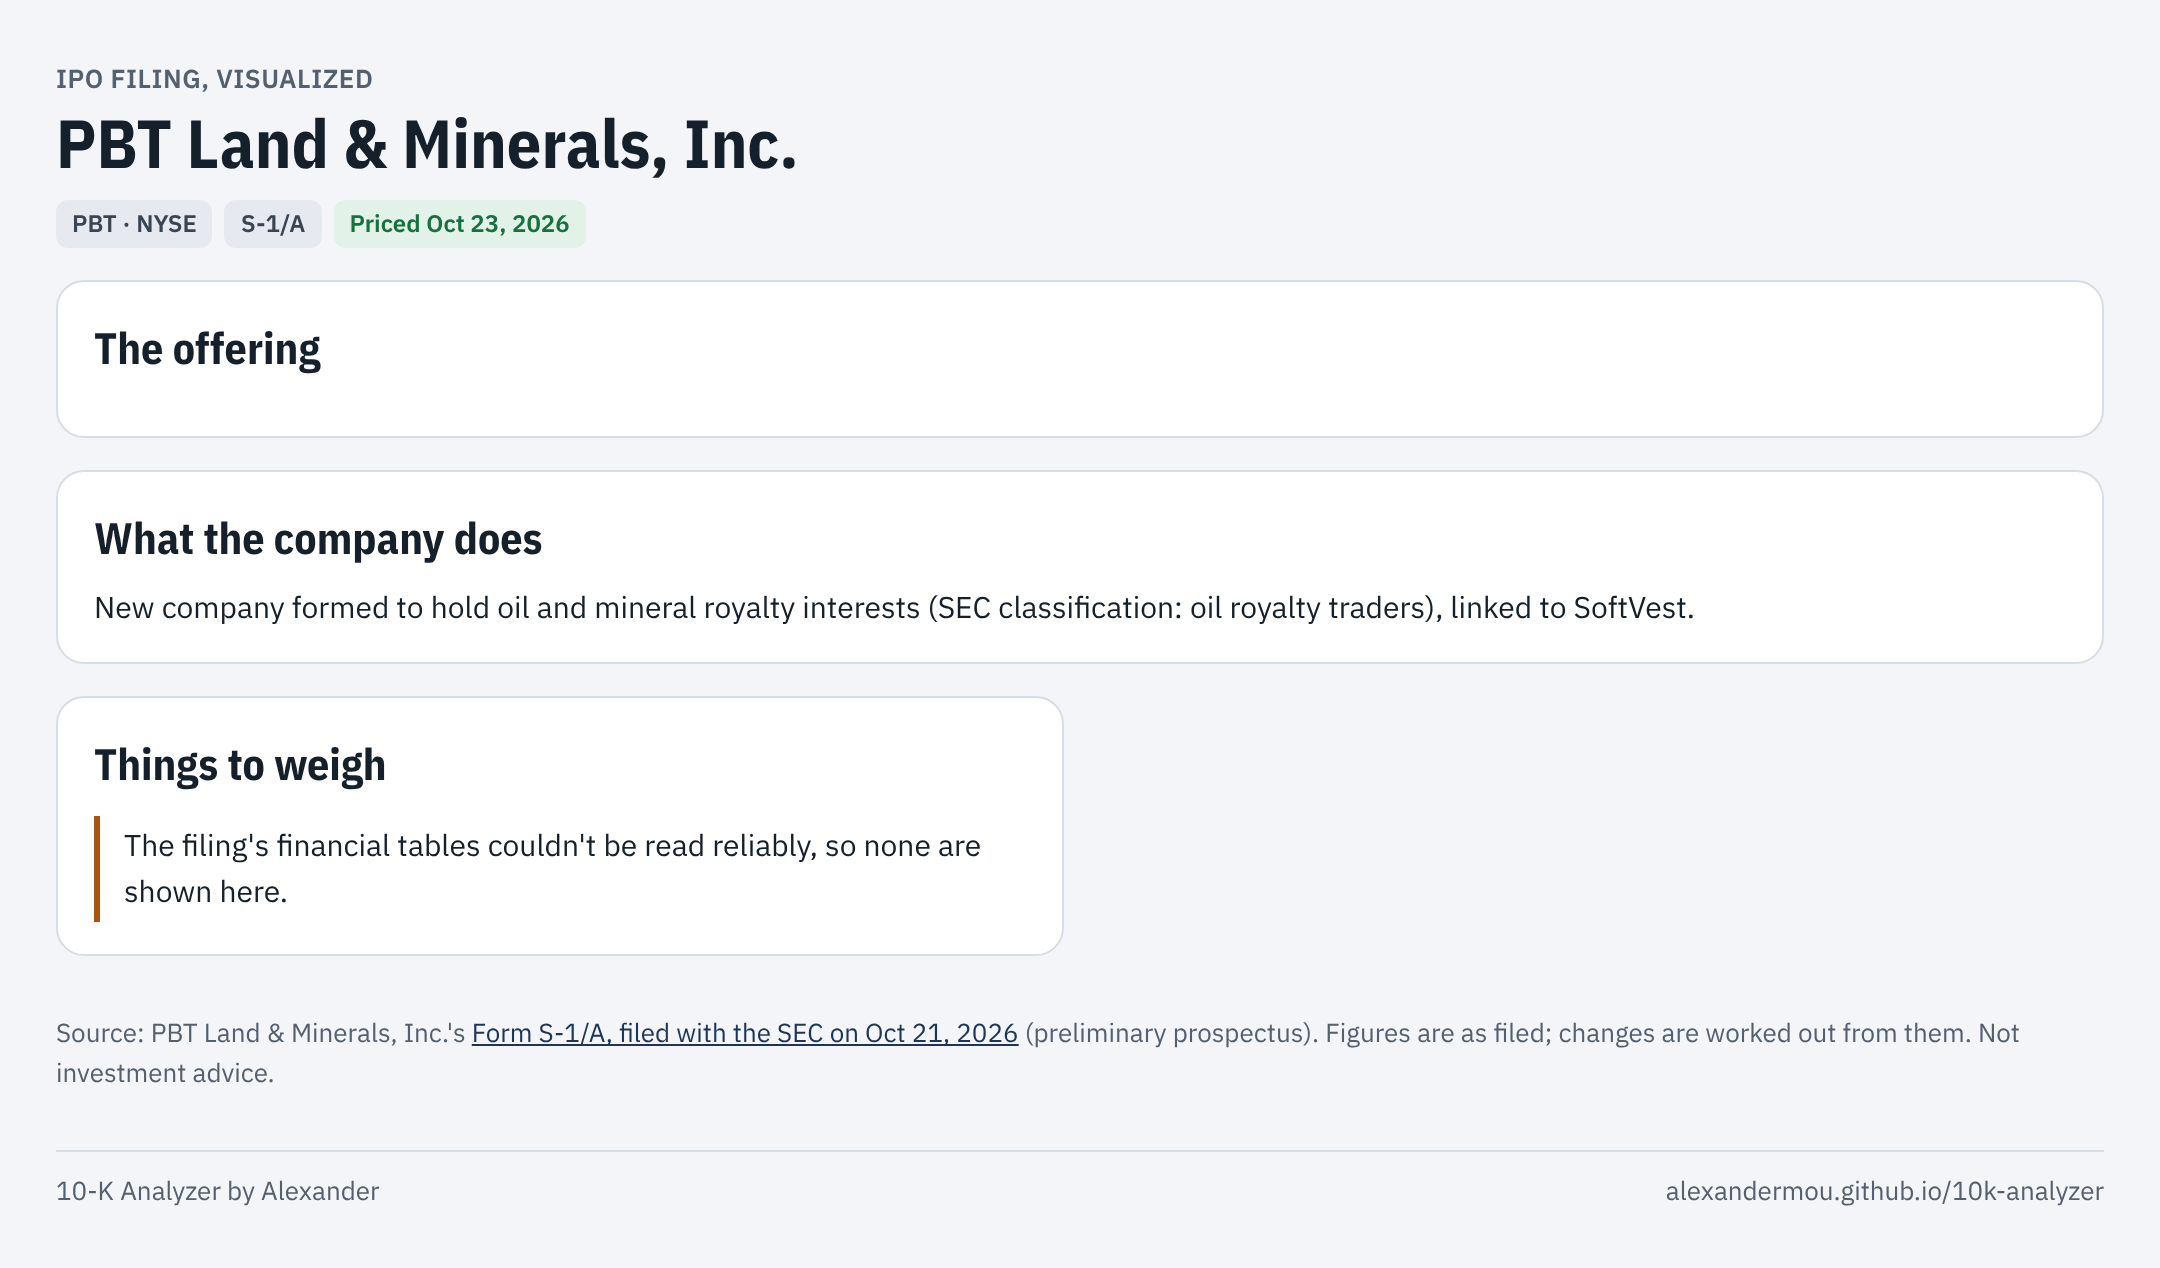 IPO FILING, VISUALIZED
PBT Land & Minerals, Inc.
PBT · NYSE S-1/A Priced Oct 23, 2026
The offering
What the company does
New company formed to hold oil and mineral royalty interests (SEC classification: oil royalty traders), linked to SoftVest.
Things to weigh
The filing's financial tables couldn't be read reliably, so none are
shown here.
Source: PBT Land & Minerals, Inc.'s Form S-1/A, filed with the SEC on Oct 21, 2026 (preliminary prospectus). Figures are as filed; changes are worked out from them. Not
investment advice.
10-K Analyzer by Alexander
alexandermou.github.io/10k-analyzer